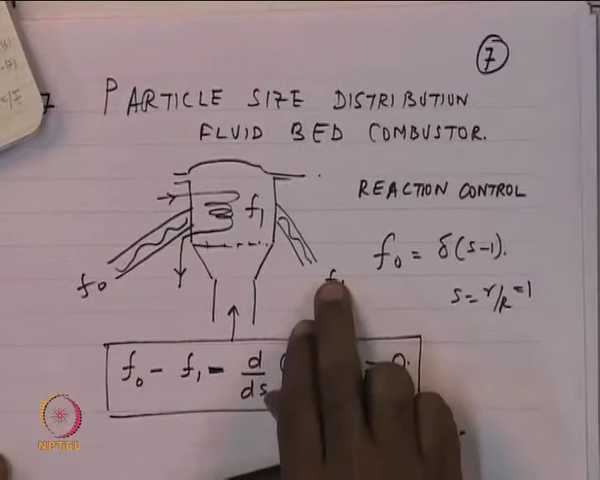 7
PARTICLE SIZE DISTRIBUTION
FLUID BED COMBUSTOR.
REACTION CONTROL
f₁
f₀ = δ(s-1).
f₀
s = r/R = 1
f₀ - f₁ - d/ds
0.
NPTEL